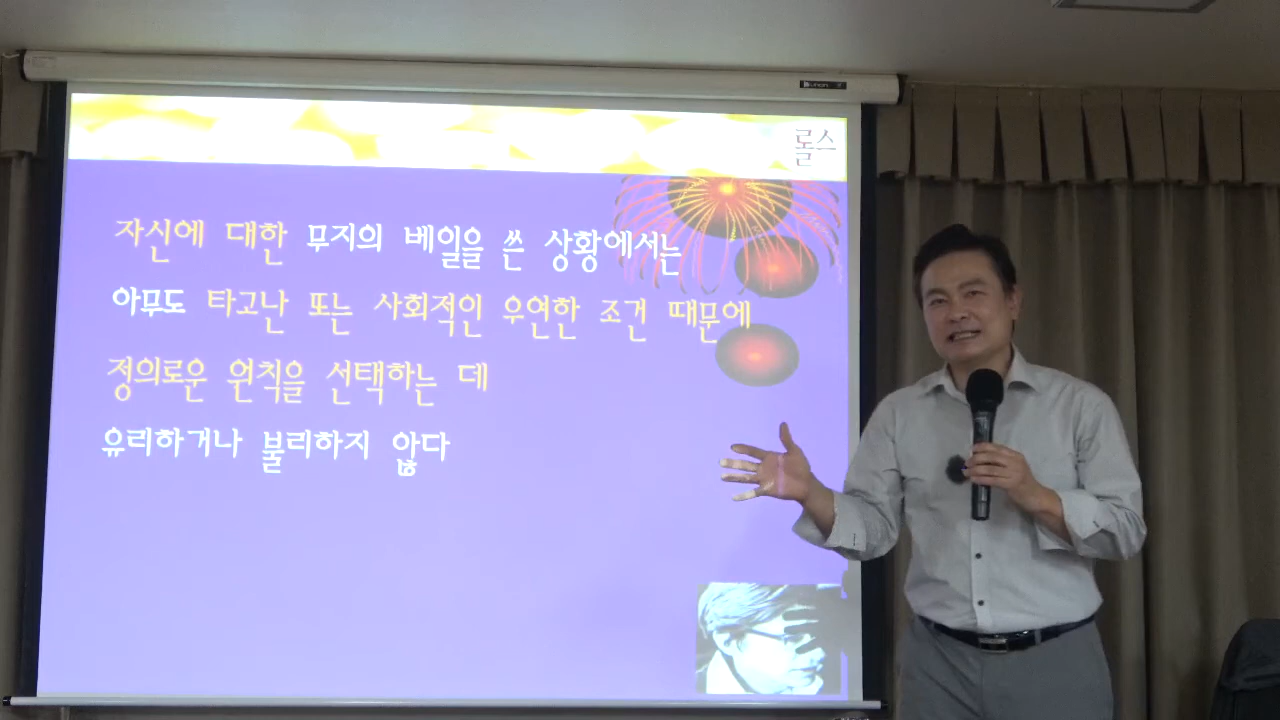 롤스
자신에 대한 무지의 베일을 쓴 상황에서는
아무도 타고난 또는 사회적인 우연한 조건 때문에
정의로운 원칙을 선택하는 데
유리하거나 불리하지 않다